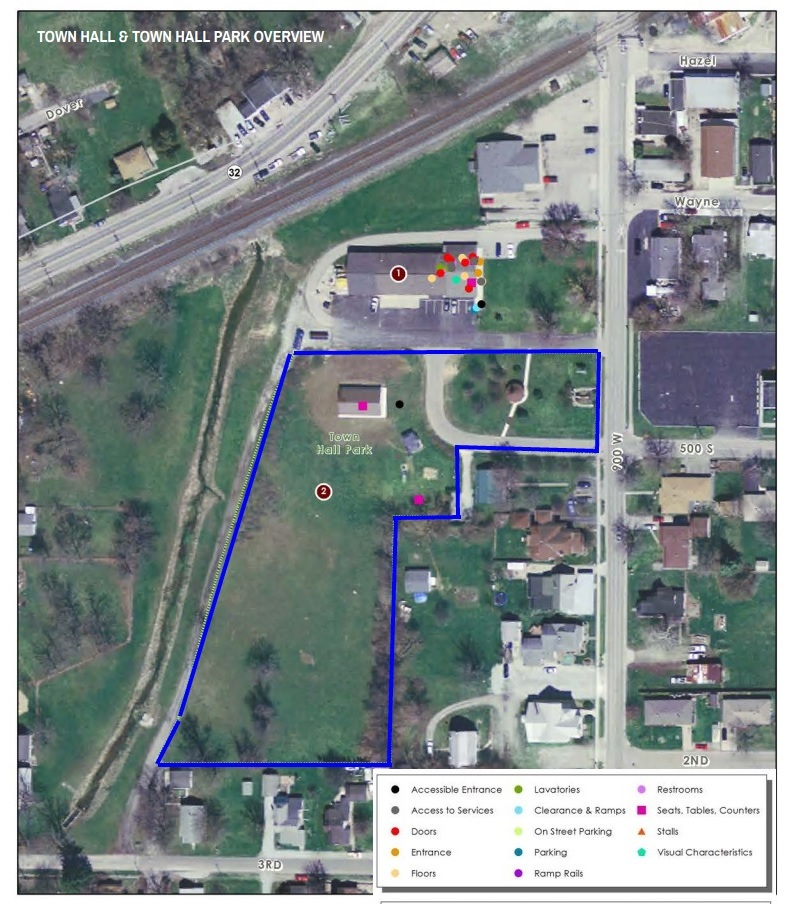 TOWN HALL & TOWN HALL PARK OVERVIEW
Hazel
Dover
32
Wayne
1
Town
Hall Park
900 W
500 S
2
2ND
3RD
Accessible Entrance
Access to Services
Doors
Entrance
Floors
Lavatories
Clearance & Ramps
On Street Parking
Parking
Ramp Rails
Restrooms
Seats, Tables, Counters
Stalls
Visual Characteristics